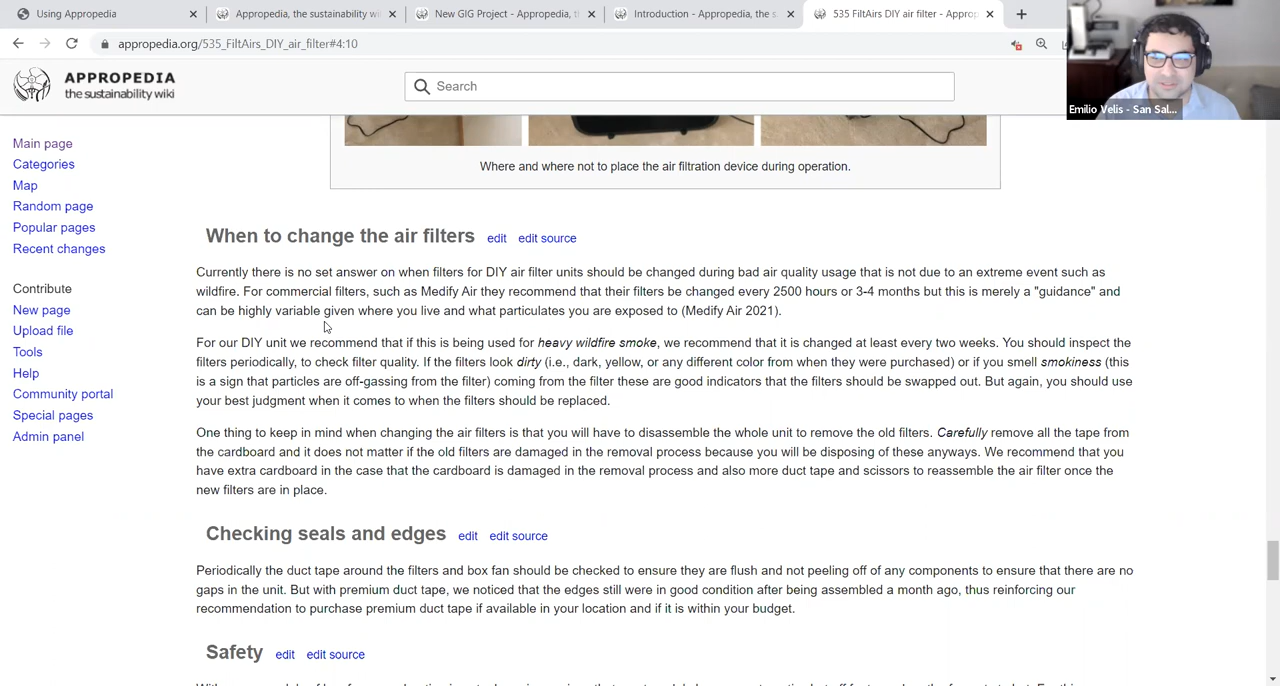 Using Appropedia
Appropedia, the sustainability wi
New GIG Project - Appropedia, t
Introduction - Appropedia, the s
535 FiltAirs DIY air filter - Approp
appropedia.org/535_FiltAirs_DIY_air_filter#4:10
APPROPEDIA
the sustainability wiki
Search
Emilio Velis - San Sal...
Main page
Categories
Map
Random page
Popular pages
Recent changes
Contribute
New page
Upload file
Tools
Help
Community portal
Special pages
Admin panel
Where and where not to place the air filtration device during operation.
When to change the air filters edit edit source
Currently there is no set answer on when filters for DIY air filter units should be changed during bad air quality usage that is not due to an extreme event such as
wildfire. For commercial filters, such as Medify Air they recommend that their filters be changed every 2500 hours or 3-4 months but this is merely a "guidance" and
can be highly variable given where you live and what particulates you are exposed to (Medify Air 2021).
For our DIY unit we recommend that if this is being used for heavy wildfire smoke, we recommend that it is changed at least every two weeks. You should inspect the
filters periodically, to check filter quality. If the filters look dirty (i.e., dark, yellow, or any different color from when they were purchased) or if you smell smokiness (this
is a sign that particles are off-gassing from the filter) coming from the filter these are good indicators that the filters should be swapped out. But again, you should use
your best judgment when it comes to when the filters should be replaced.
One thing to keep in mind when changing the air filters is that you will have to disassemble the whole unit to remove the old filters. Carefully remove all the tape from
the cardboard and it does not matter if the old filters are damaged in the removal process because you will be disposing of these anyways. We recommend that you
have extra cardboard in the case that the cardboard is damaged in the removal process and also more duct tape and scissors to reassemble the air filter once the
new filters are in place.
Checking seals and edges edit edit source
Periodically the duct tape around the filters and box fan should be checked to ensure they are flush and not peeling off of any components to ensure that there are no
gaps in the unit. But with premium duct tape, we noticed that the edges still were in good condition after being assembled a month ago, thus reinforcing our
recommendation to purchase premium duct tape if available in your location and if it is within your budget.
Safety edit edit source